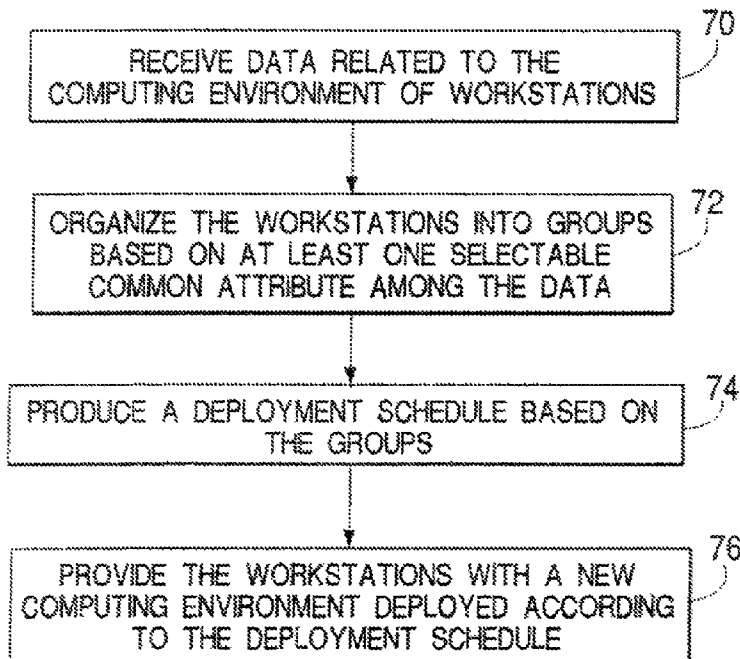 70
RECEIVE DATA RELATED TO THE
COMPUTING ENVIRONMENT OF WORKSTATIONS
72
ORGANIZE THE WORKSTATIONS INTO GROUPS
BASED ON AT LEAST ONE SELECTABLE
COMMON ATTRIBUTE AMONG THE DATA
74
PRODUCE A DEPLOYMENT SCHEDULE BASED ON
THE GROUPS
76
PROVIDE THE WORKSTATIONS WITH A NEW
COMPUTING ENVIRONMENT DEPLOYED ACCORDING
TO THE DEPLOYMENT SCHEDULE